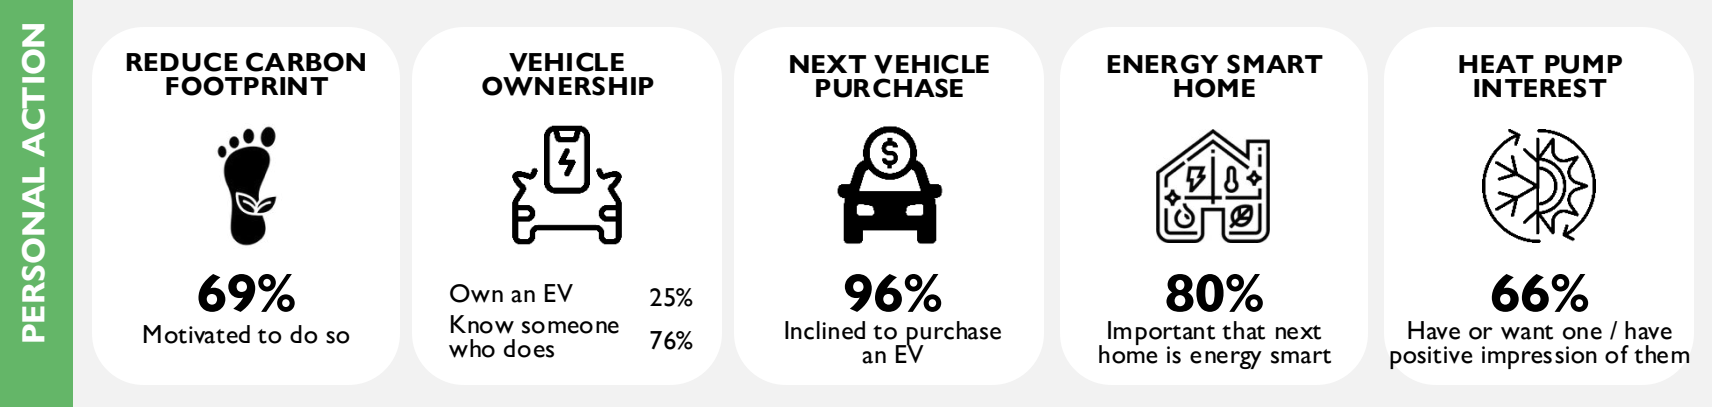 PERSONAL ACTION
REDUCE CARBON
FOOTPRINT
69%
Motivated to do so
VEHICLE
OWNERSHIP
Own an EV 25%
Know someone
who does 76%
NEXT VEHICLE
PURCHASE
$
96%
Inclined to purchase
an EV
ENERGY SMART
HOME
80%
Important that next
home is energy smart
HEAT PUMP
INTEREST
66%
Have or want one / have
positive impression of them